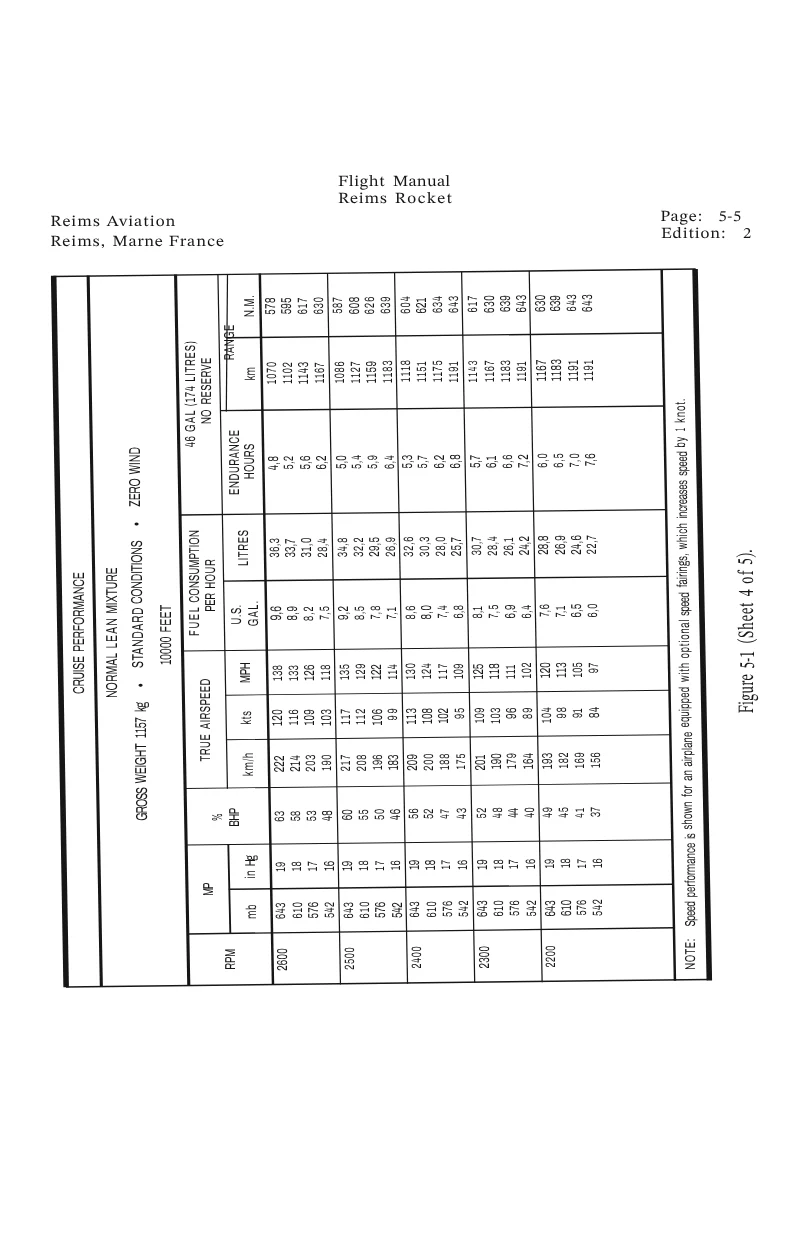 Flight Manual
Reims Rocket
Reims Aviation
Reims, Marne France
Page: 5-5
Edition: 2
CRUISE PERFORMANCE
NORMAL LEAN MIXTURE
GROSS WEIGHT 1157 kg • STANDARD CONDITIONS • ZERO WIND
10000 FEET
RPM MP % BHP TRUE AIRSPEED FUEL CONSUMPTION PER HOUR 46 GAL (174 LITRES) NO RESERVE
mb in Hg km/h kts MPH U.S. GAL. LITRES ENDURANCE HOURS RANGE km N.M.
2600 643 19 63 222 120 138 9,6 36,3 4,8 1070 578
610 18 58 214 116 133 8,9 33,7 5,2 1102 595
576 17 53 203 109 126 8,2 31,0 5,6 1143 617
542 16 48 190 103 118 7,5 28,4 6,2 1167 630
2500 643 19 60 217 117 135 9,2 34,8 5,0 1086 587
610 18 55 208 112 129 8,5 32,2 5,4 1127 608
576 17 50 196 106 122 7,8 29,5 5,9 1159 626
542 16 46 183 99 114 7,1 26,9 6,4 1183 639
2400 643 19 56 209 113 130 8,6 32,6 5,3 1118 604
610 18 52 200 108 124 8,0 30,3 5,7 1151 621
576 17 47 188 102 117 7,4 28,0 6,2 1175 634
542 16 43 175 95 109 6,8 25,7 6,8 1191 643
2300 643 19 52 201 109 125 8,1 30,7 5,7 1143 617
610 18 48 190 103 118 7,5 28,4 6,1 1167 630
576 17 44 179 96 111 6,9 26,1 6,6 1183 639
542 16 40 164 89 102 6,4 24,2 7,2 1191 643
2200 643 19 49 193 104 120 7,6 28,8 6,0 1167 630
610 18 45 182 98 113 7,1 26,9 6,5 1183 639
576 17 41 169 91 105 6,5 24,6 7,0 1191 643
542 16 37 156 84 97 6,0 22,7 7,6 1191 643
NOTE: Speed performance is shown for an airplane equipped with optional speed fairings, which increases speed by 1 knot.
Figure 5-1 (Sheet 4 of 5).